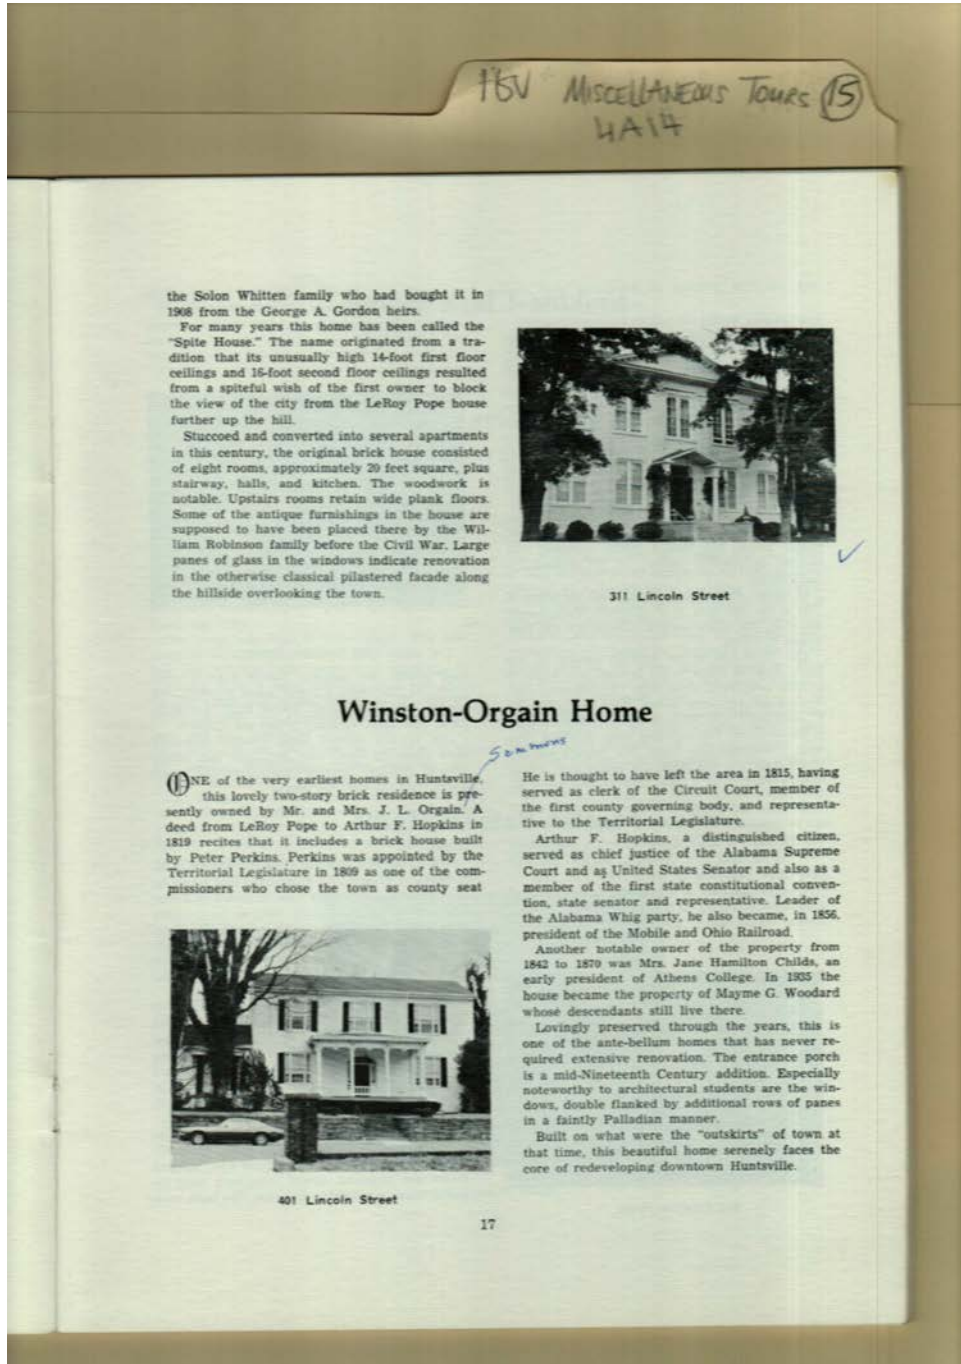 HSV MISCELLANEOUS TOURS 15
4A14
the Solon Whitten family who had bought it in
1908 from the George A. Gordon heirs.
For many years this home has been called the
"Spite House." The name originated from a tra-
dition that its unusually high 14-foot first floor
ceilings and 16-foot second floor ceilings resulted
from a spiteful wish of the first owner to block
the view of the city from the LeRoy Pope house
further up the hill.
Stuccoed and converted into several apartments
in this century, the original brick house consisted
of eight rooms, approximately 20 feet square, plus
stairway, halls, and kitchen. The woodwork is
notable. Upstairs rooms retain wide plank floors.
Some of the antique furnishings in the house are
supposed to have been placed there by the Wil-
liam Robinson family before the Civil War. Large
panes of glass in the windows indicate renovation
in the otherwise classical pilastered facade along
the hillside overlooking the town.
311 Lincoln Street
Winston-Orgain Home
Sammons
ONE of the very earliest homes in Huntsville,
this lovely two-story brick residence is pre-
sently owned by Mr. and Mrs. J. L. Orgain. A
deed from LeRoy Pope to Arthur F. Hopkins in
1819 recites that it includes a brick house built
by Peter Perkins. Perkins was appointed by the
Territorial Legislature in 1809 as one of the com-
missioners who chose the town as county seat
401 Lincoln Street
He is thought to have left the area in 1815, having
served as clerk of the Circuit Court, member of
the first county governing body, and representa-
tive to the Territorial Legislature.
Arthur F. Hopkins, a distinguished citizen,
served as chief justice of the Alabama Supreme
Court and as United States Senator and also as a
member of the first state constitutional conven-
tion, state senator and representative. Leader of
the Alabama Whig party, he also became, in 1856,
president of the Mobile and Ohio Railroad.
Another notable owner of the property from
1842 to 1870 was Mrs. Jane Hamilton Childs, an
early president of Athens College. In 1935 the
house became the property of Mayme G. Woodard
whose descendants still live there.
Lovingly preserved through the years, this is
one of the ante-bellum homes that has never re-
quired extensive renovation. The entrance porch
is a mid-Nineteenth Century addition. Especially
noteworthy to architectural students are the win-
dows, double flanked by additional rows of panes
in a faintly Palladian manner.
Built on what were the "outskirts" of town at
that time, this beautiful home serenely faces the
core of redeveloping downtown Huntsville.
17